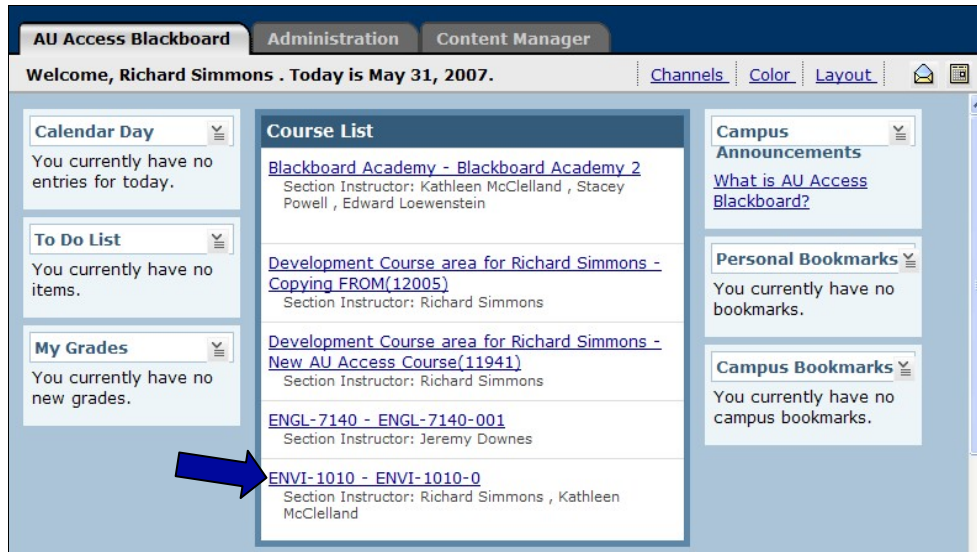 AU Access Blackboard Administration Content Manager
Welcome, Richard Simmons . Today is May 31, 2007. Channels Color Layout
Calendar Day
You currently have no
entries for today.
To Do List
You currently have no
items.
My Grades
You currently have no
new grades.
Course List
Blackboard Academy - Blackboard Academy 2
Section Instructor: Kathleen McClelland , Stacey
Powell , Edward Loewenstein
Development Course area for Richard Simmons -
Copying FROM(12005)
Section Instructor: Richard Simmons
Development Course area for Richard Simmons -
New AU Access Course(11941)
Section Instructor: Richard Simmons
ENGL-7140 - ENGL-7140-001
Section Instructor: Jeremy Downes
ENVI-1010 - ENVI-1010-0
Section Instructor: Richard Simmons , Kathleen
McClelland
Campus
Announcements
What is AU Access
Blackboard?
Personal Bookmarks
You currently have no
bookmarks.
Campus Bookmarks
You currently have no
campus bookmarks.